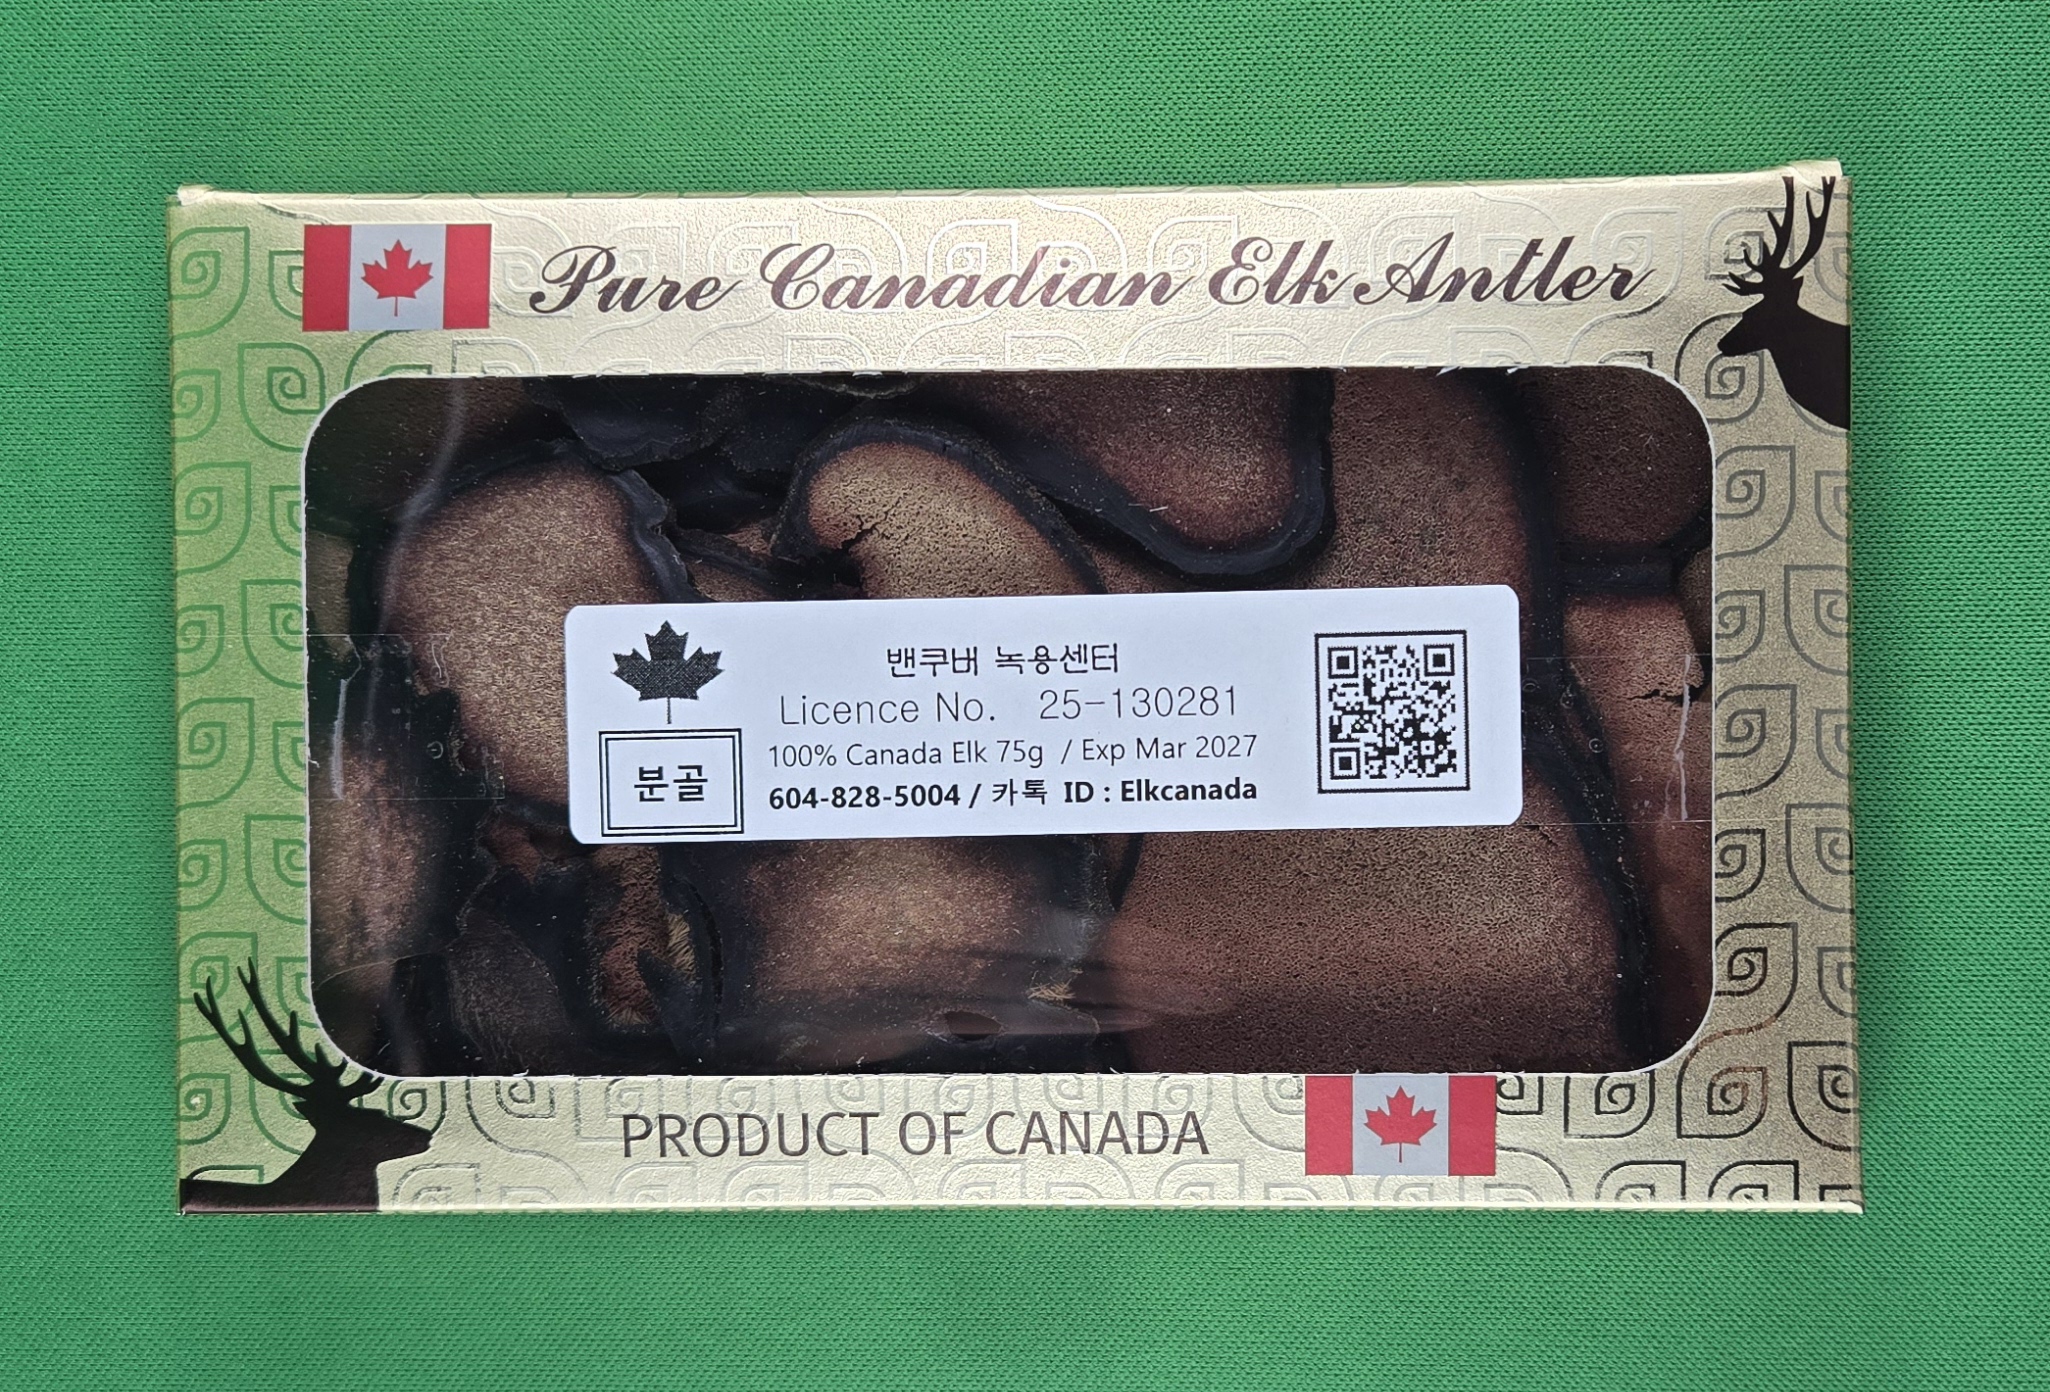 Pure Canadian Elk Antler
밴쿠버 녹용센터
Licence No. 25-130281
100% Canada Elk 75g / Exp Mar 2027
분골
604-828-5004 / 카톡 ID : Elkcanada
PRODUCT OF CANADA